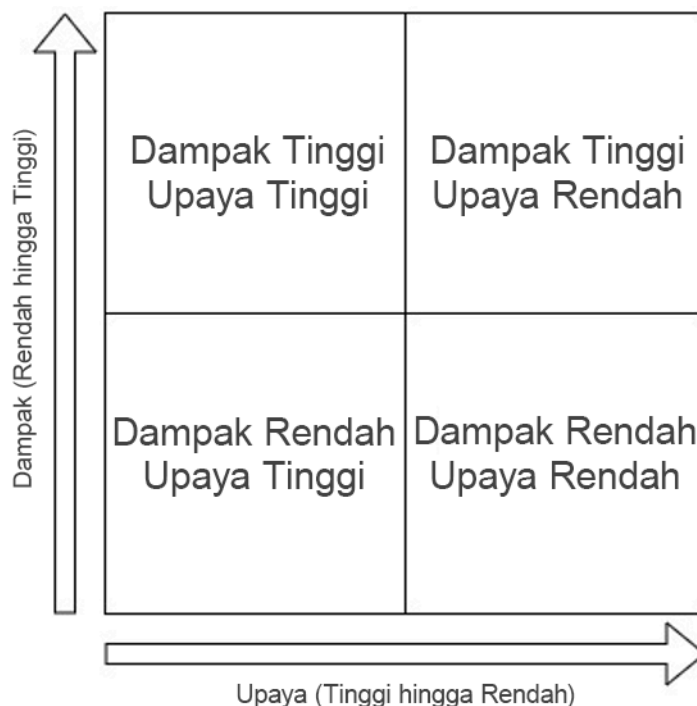 Dampak (Rendah hingga Tinggi)
Dampak Tinggi
Upaya Tinggi
Dampak Tinggi
Upaya Rendah
Dampak Rendah
Upaya Tinggi
Dampak Rendah
Upaya Rendah
Upaya (Tinggi hingga Rendah)